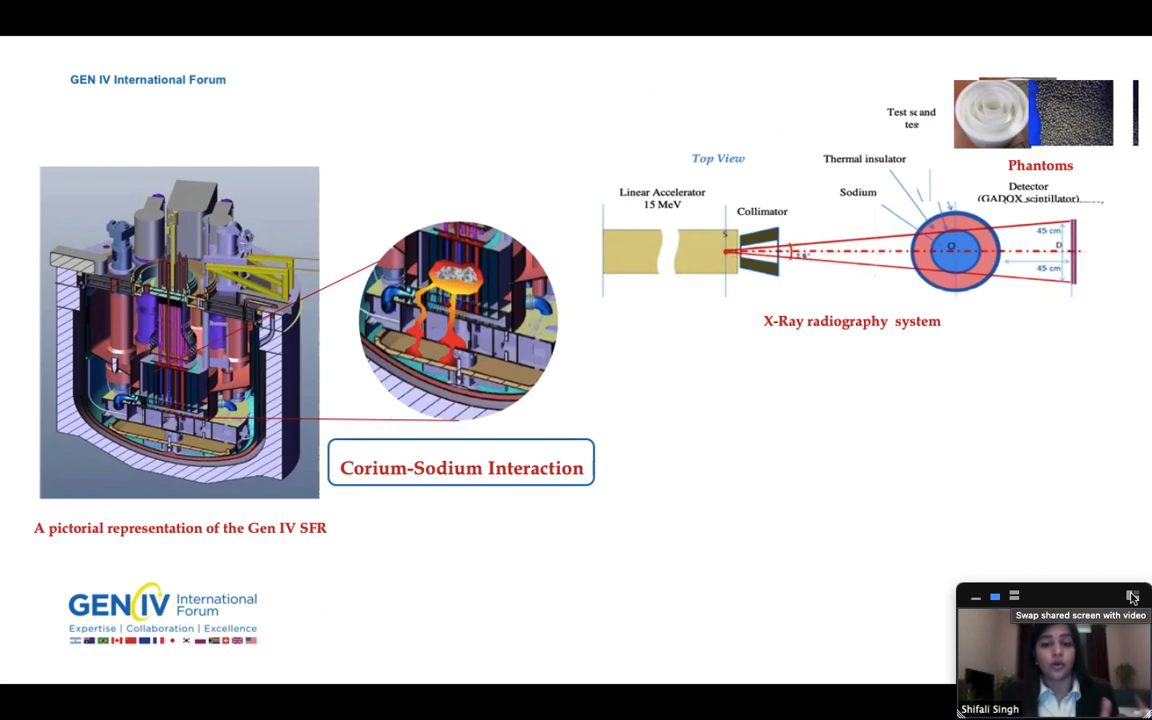 GEN IV International Forum
Test sc and
tes
Phantoms
Top View
Thermal insulator
Linear Accelerator
15 MeV
Sodium
Detector
(GADOX scintillator)
Collimator
S
45 cm
O
D
45 cm
X-Ray radiography system
Corium-Sodium Interaction
A pictorial representation of the Gen IV SFR
GEN IV International
Forum
Expertise | Collaboration | Excellence
Swap shared screen with video
Shifali Singh